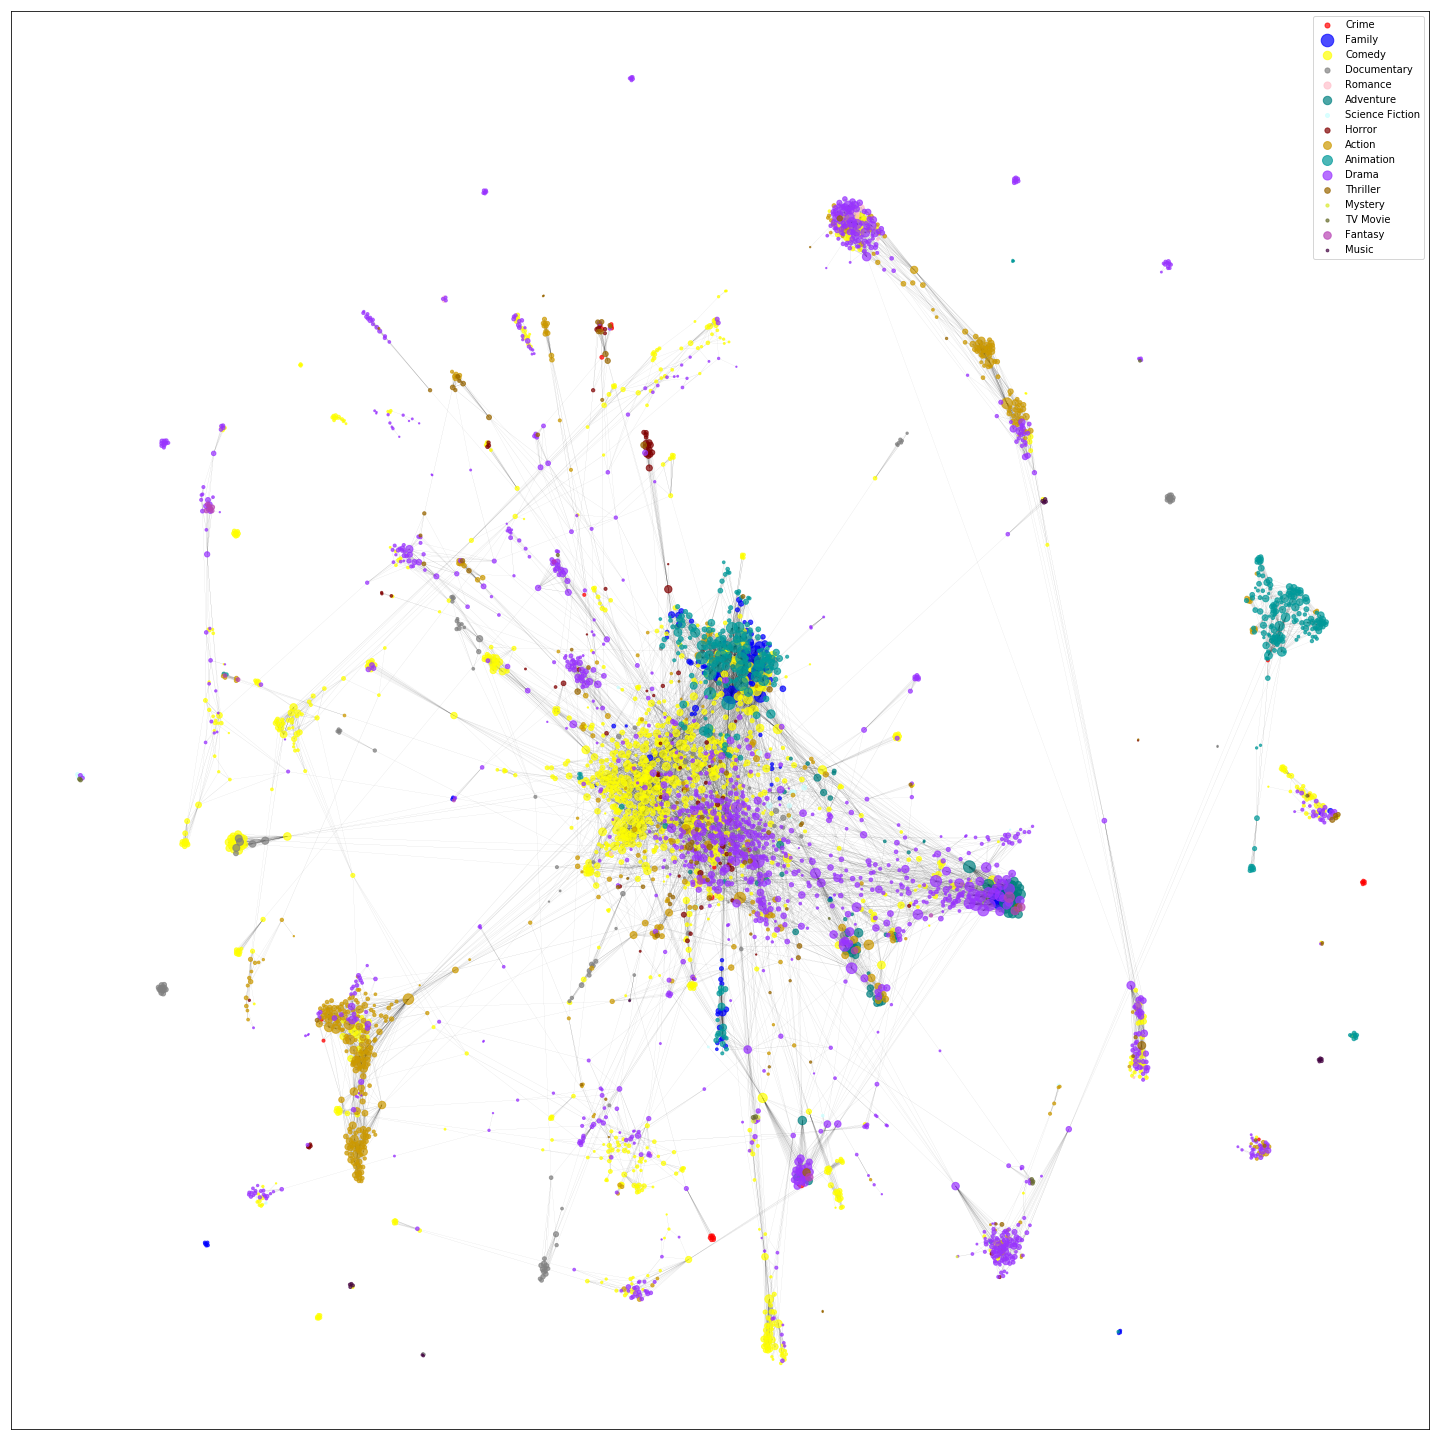 Crime
Family
Comedy
Documentary
Romance
Adventure
Science Fiction
Horror
Action
Animation
Drama
Thriller
Mystery
TV Movie
Fantasy
Music